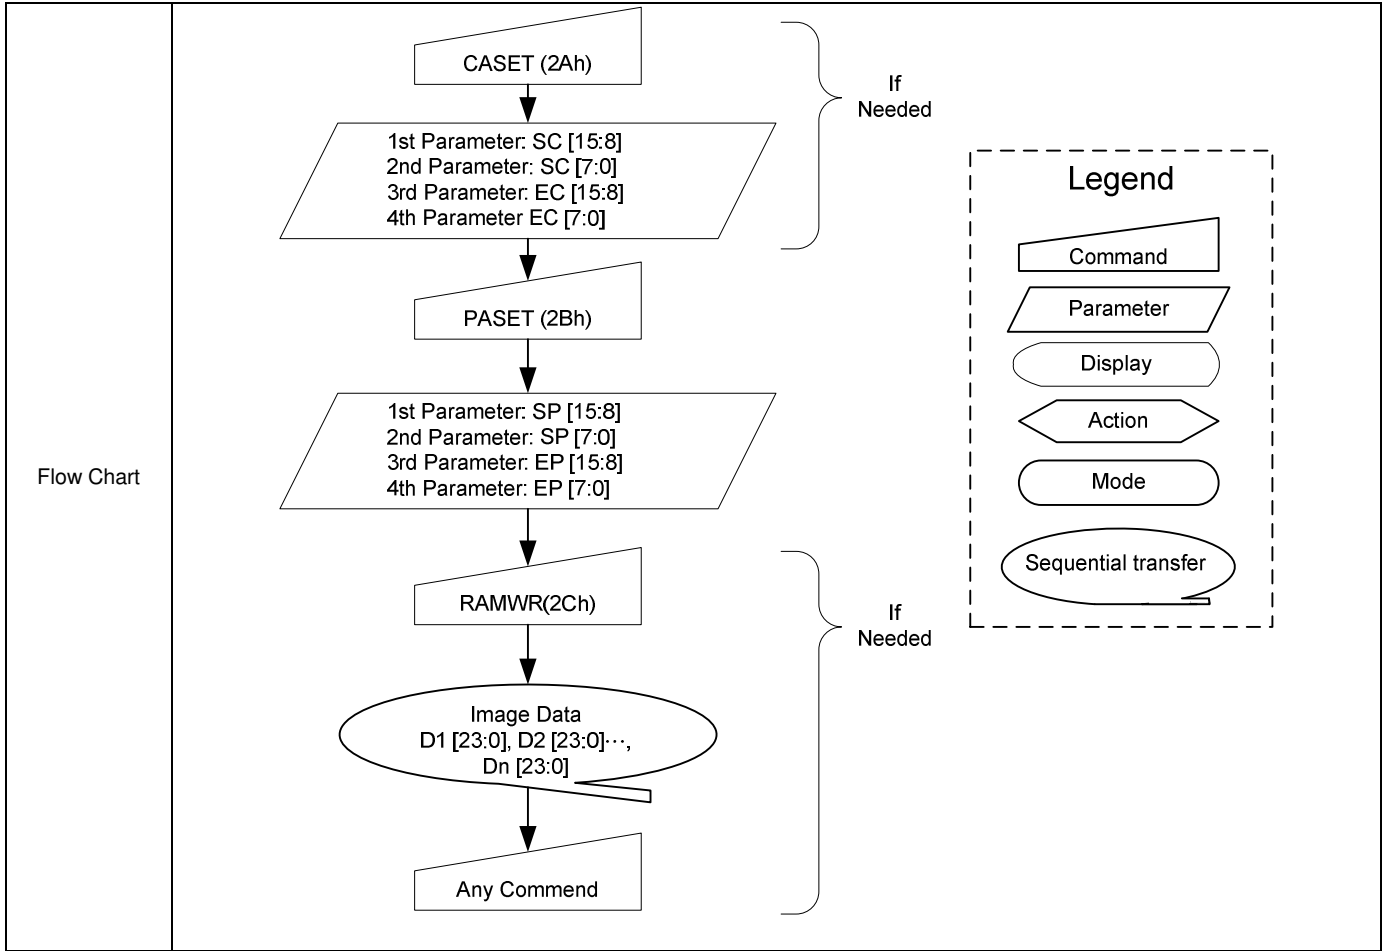 Flow Chart
CASET (2Ah)
1st Parameter: SC [15:8]
2nd Parameter: SC [7:0]
3rd Parameter: EC [15:8]
4th Parameter EC [7:0]
If
Needed
PASET (2Bh)
1st Parameter: SP [15:8]
2nd Parameter: SP [7:0]
3rd Parameter: EP [15:8]
4th Parameter: EP [7:0]
RAMWR(2Ch)
Image Data
D1 [23:0], D2 [23:0]⋯,
Dn [23:0]
Any Commend
If
Needed
Legend
Command
Parameter
Display
Action
Mode
Sequential transfer